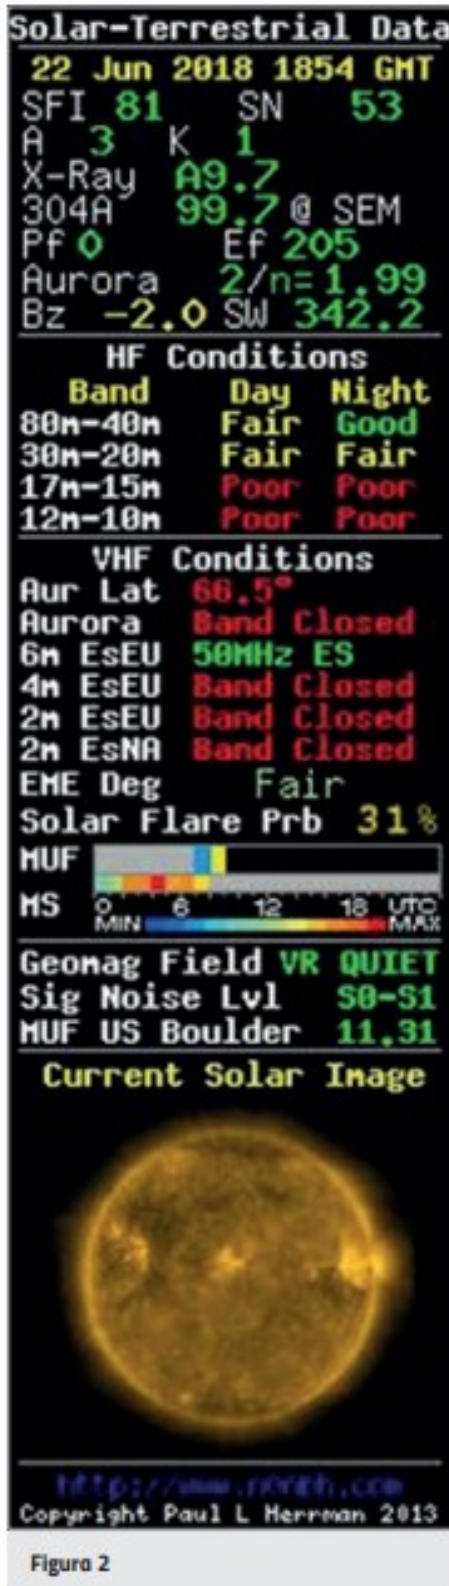 Solar-Terrestrial Data
22 Jun 2018 1854 GMT
SFI 81 SN 53
A 3 K 1
X-Ray A9.7
304A 99.7 @ SEM
Pf 0 Ef 205
Aurora 2/n=1.99
Bz -2.0 SW 342.2
HF Conditions
Band Day Night
80m-40m Fair Good
30m-20m Fair Fair
17m-15m Poor Poor
12m-10m Poor Poor
VHF Conditions
Aur Lat 66.5°
Aurora Band Closed
6m EsEU 50MHz ES
4m EsEU Band Closed
2m EsEU Band Closed
2m EsNA Band Closed
EME Deg Fair
Solar Flare Prb 31%
MUF
MS 0 6 12 18 UTC
MIN MAX
Geomag Field VR QUIET
Sig Noise Lvl S0-S1
MUF US Boulder 11.31
Current Solar Image
http://www.n0nbh.com
Copyright Paul L Herrman 2013
Figura 2